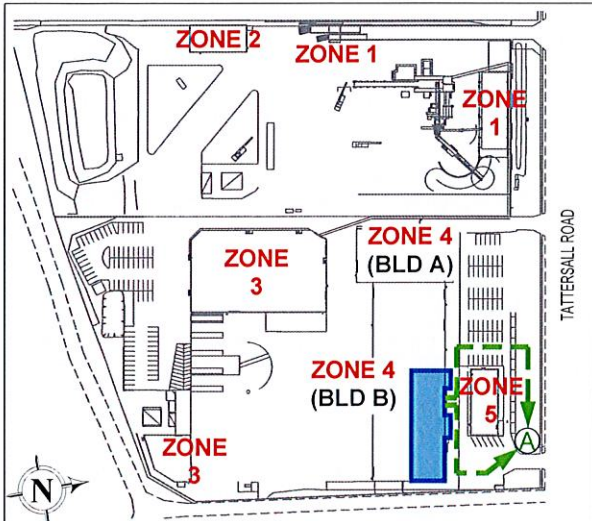 ZONE 2
ZONE 1
ZONE
1
TATTERSALL ROAD
ZONE 4
(BLD A)
ZONE
3
ZONE 4
(BLD B)
ZONE
5
A
ZONE
3
N